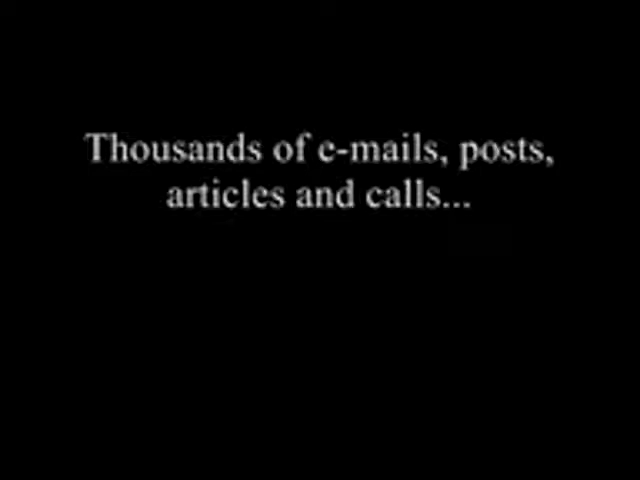 Thousands of e-mails, posts,
articles and calls...